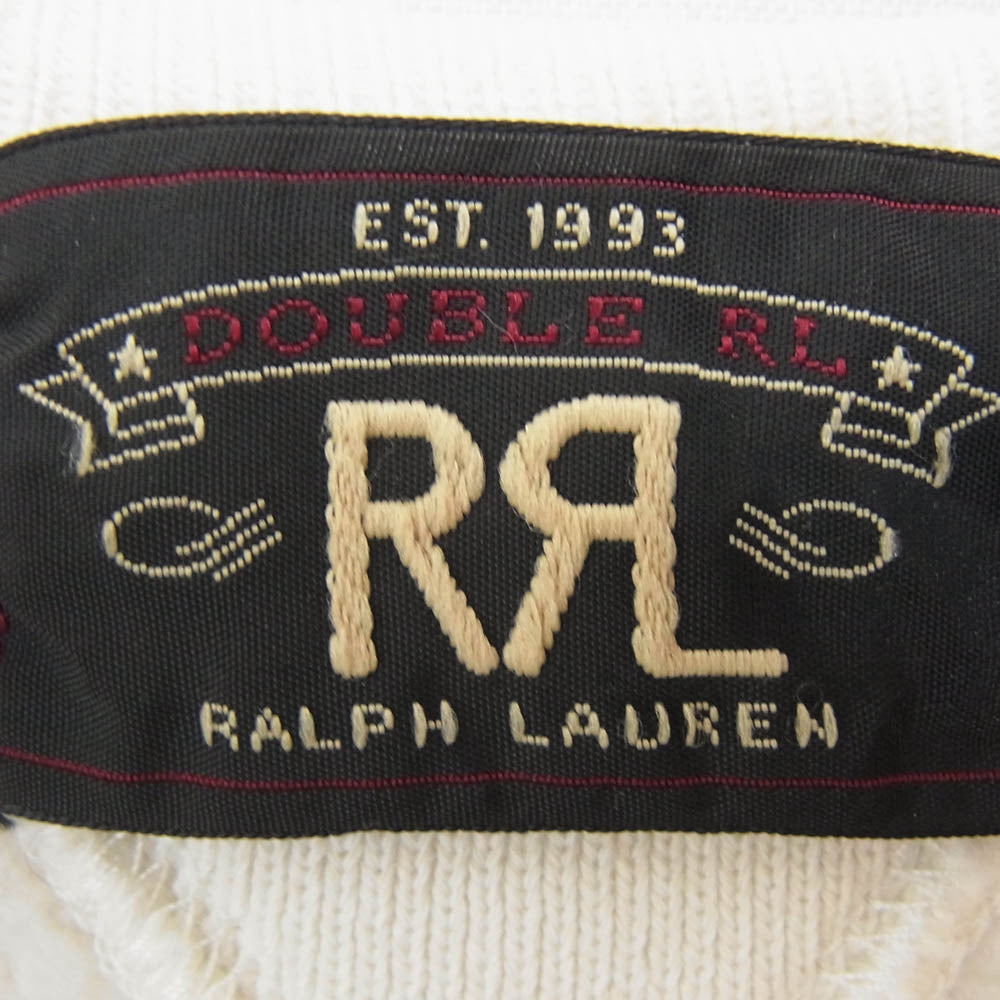 EST. 1993
DOUBLE RL
RRL
RALPH LAUREN